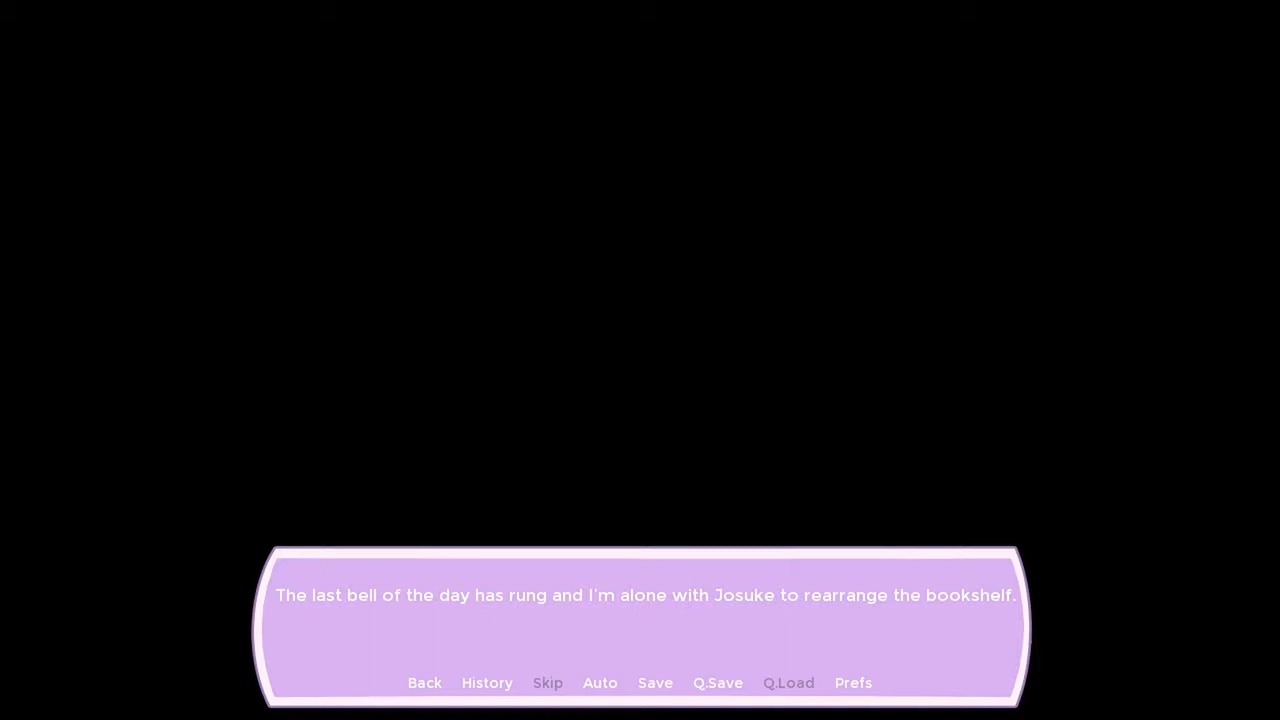 The last bell of the day has rung and I'm alone with Josuke to rearrange the bookshelf.
Back History Skip Auto Save Q.Save Q.Load Prefs